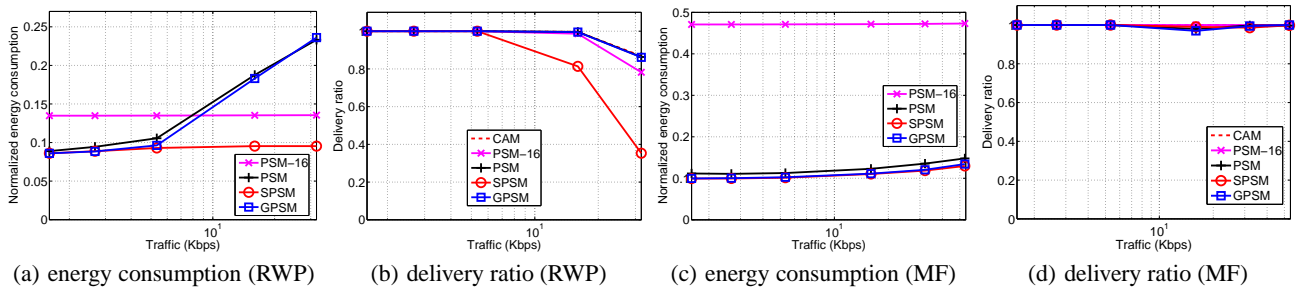 Normalized energy consumption
0.25
0.2
0.15
0.1
0.05
0
10^1
Traffic (Kbps)
PSM-16
PSM
SPSM
GPSM
(a) energy consumption (RWP)
Delivery ratio
1.0
0.8
0.6
0.4
0.2
0
10^1
Traffic (Kbps)
CAM
PSM-16
PSM
SPSM
GPSM
(b) delivery ratio (RWP)
Normalized energy consumption
0.5
0.4
0.3
0.2
0.1
0
10^1
Traffic (Kbps)
PSM-16
PSM
SPSM
GPSM
(c) energy consumption (MF)
Delivery ratio
1.0
0.8
0.6
0.4
0.2
0
10^1
Traffic (Kbps)
CAM
PSM-16
PSM
SPSM
GPSM
(d) delivery ratio (MF)